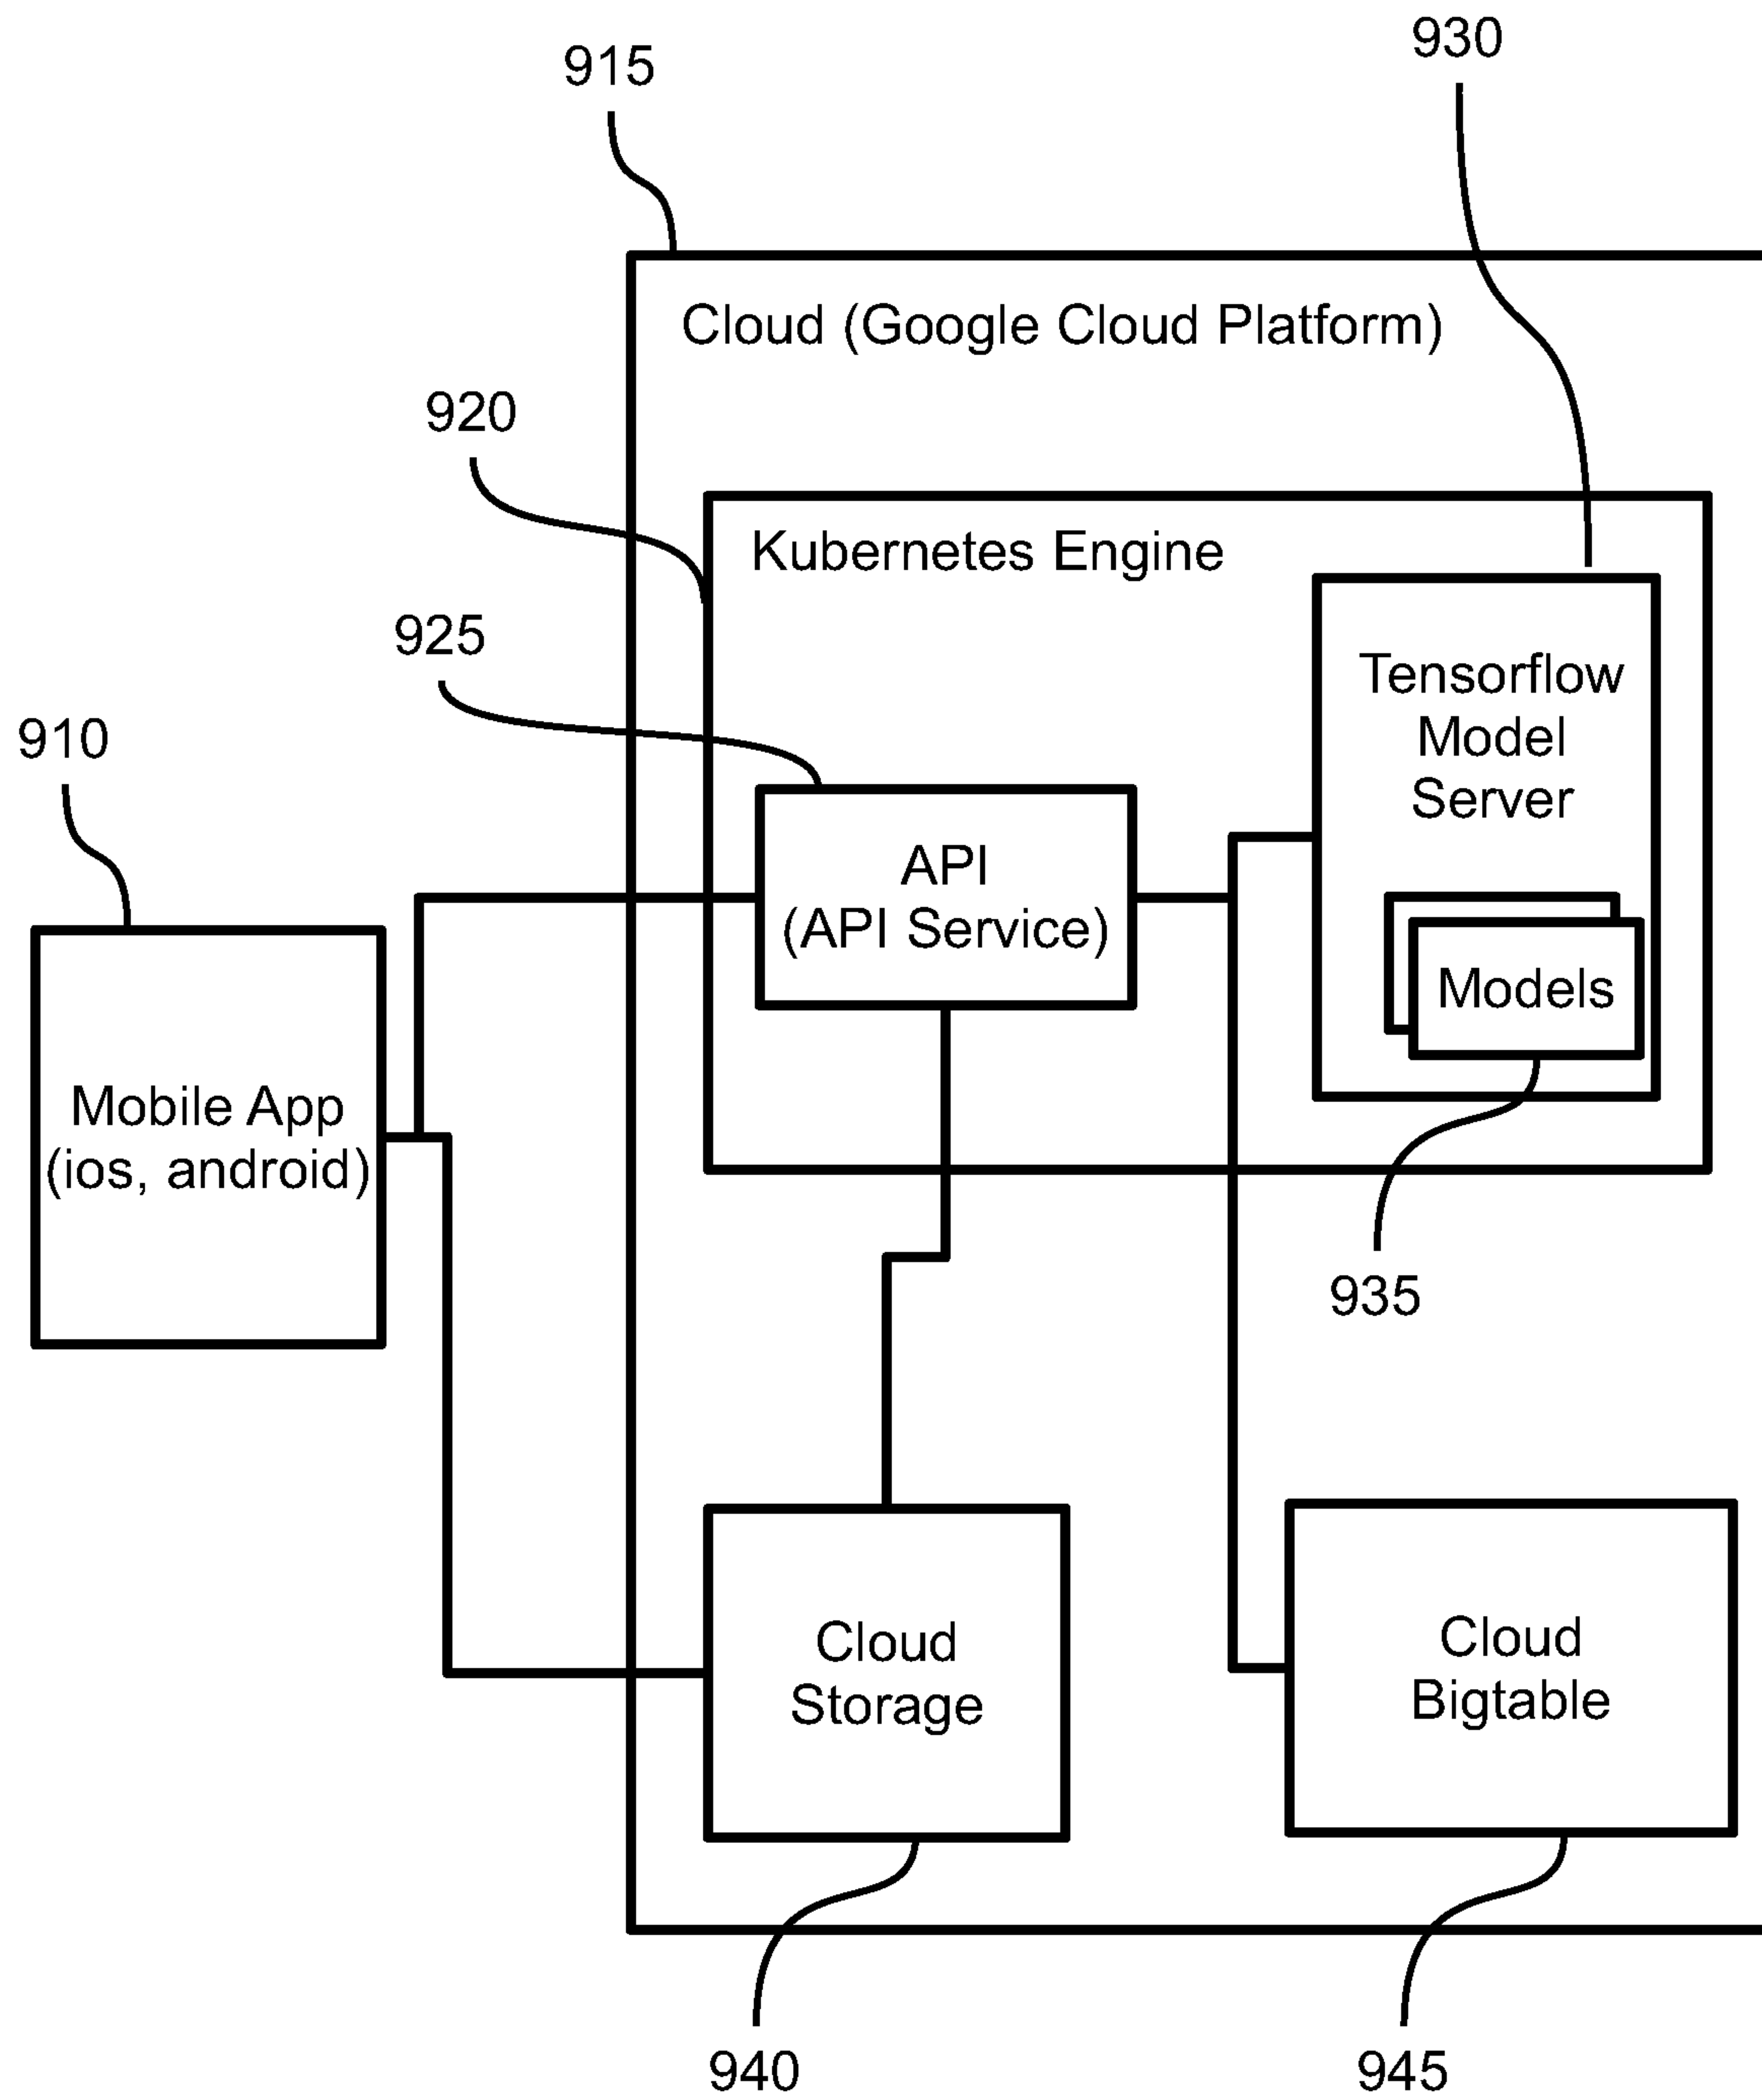 930
915
Cloud (Google Cloud Platform)
920
Kubernetes Engine
925
Tensorflow
Model
Server
910
API
(API Service)
Models
Mobile App
(ios, android)
935
Cloud
Storage
Cloud
Bigtable
940
945